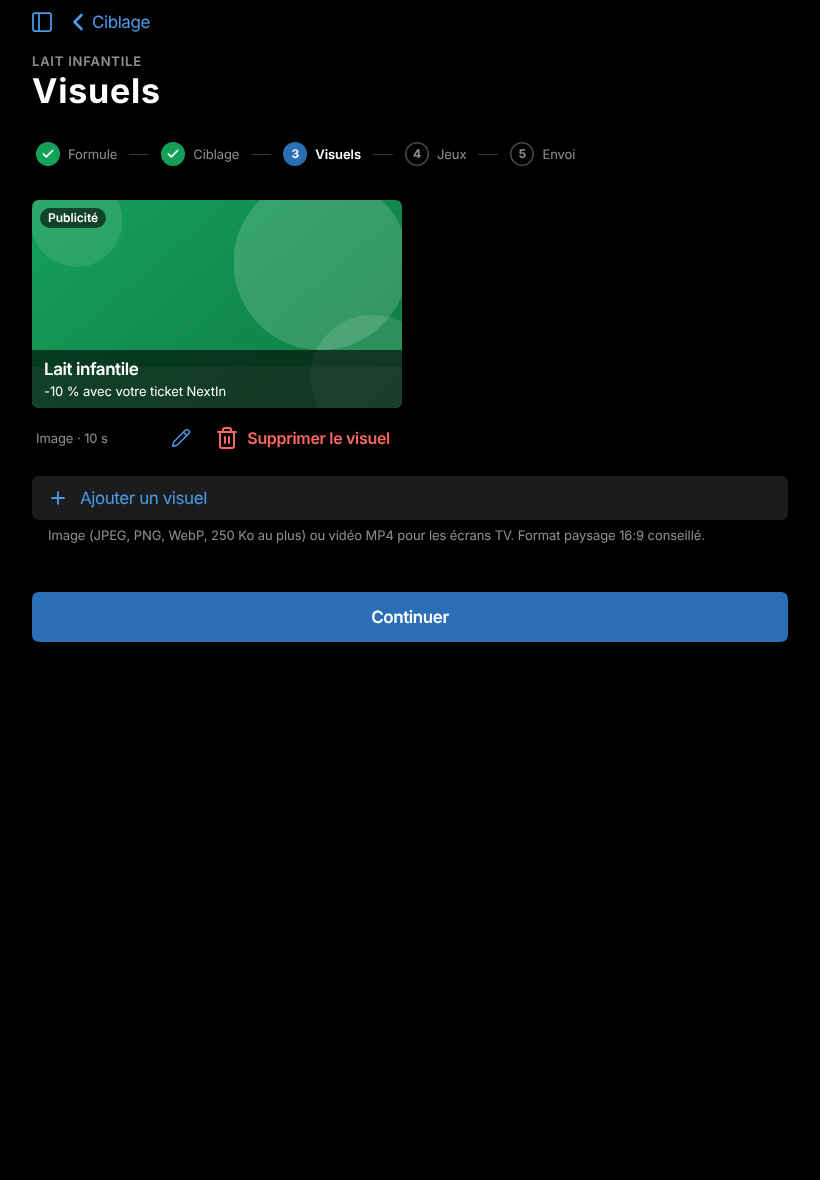 Ciblage
LAIT INFANTILE
Visuels
Formule
Ciblage
3 Visuels
4 Jeux
5 Envoi
Publicité
Lait infantile
-10 % avec votre ticket NextIn
Image · 10 s
Supprimer le visuel
Ajouter un visuel
Image (JPEG, PNG, WebP, 250 Ko au plus) ou vidéo MP4 pour les écrans TV. Format paysage 16:9 conseillé.
Continuer